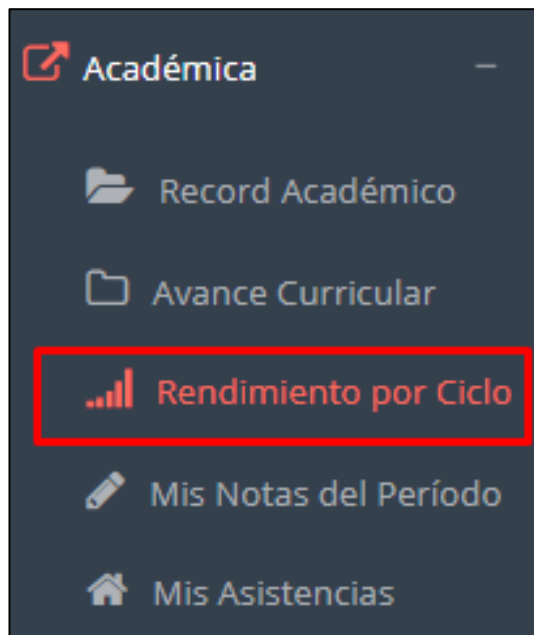 Académica
Record Académico
Avance Curricular
Rendimiento por Ciclo
Mis Notas del Período
Mis Asistencias